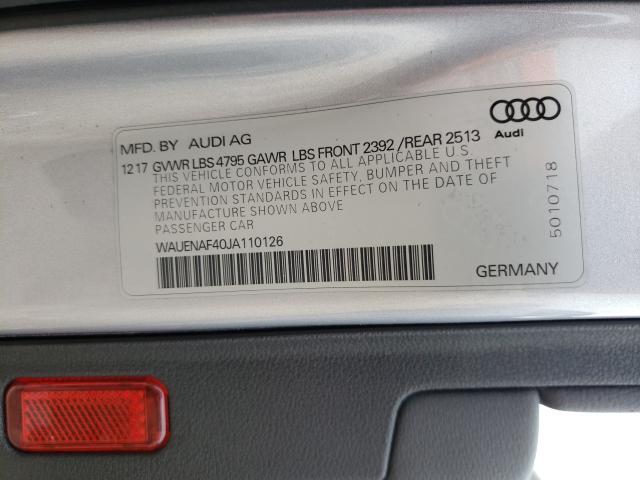 MFD. BY AUDI AG
Audi
12 17 GVWR LBS 4795 GAWR LBS FRONT 2392 /REAR 2513
THIS VEHICLE CONFORMS TO ALL APPLICABLE U.S.
FEDERAL MOTOR VEHICLE SAFETY, BUMPER AND THEFT
PREVENTION STANDARDS IN EFFECT ON THE DATE OF
MANUFACTURE SHOWN ABOVE
PASSENGER CAR
WAUENAF40JA110126
GERMANY
5010718